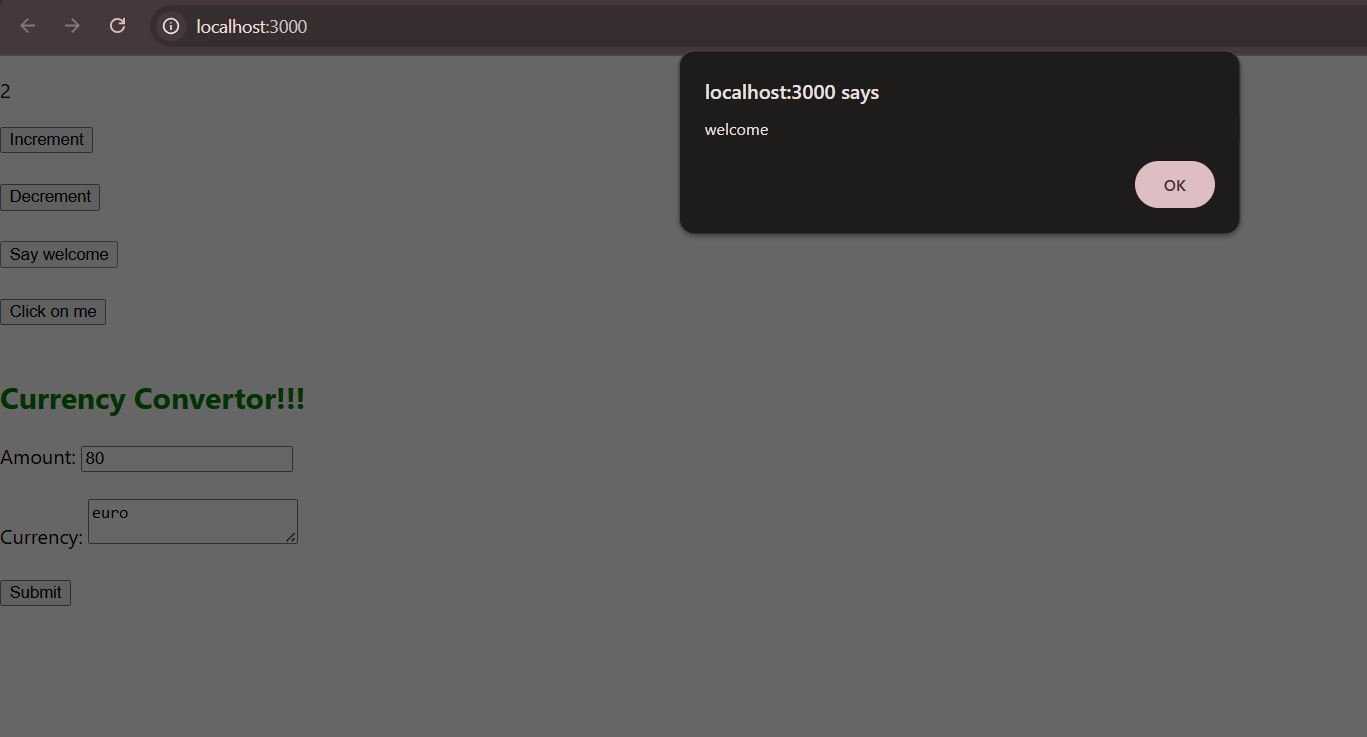 localhost:3000
localhost:3000 says
welcome
OK
2
Increment
Decrement
Say welcome
Click on me
Currency Convertor!!!
Amount: 80
Currency: euro
Submit